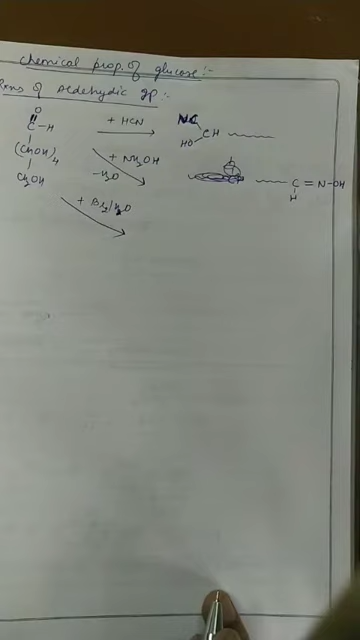 Chemical prop. of glucose :-
Rxns of aldehydic gp :-
O
C-H
+ HCN
NC
CH
HO
(CHOH)4
+ NH2OH
-H2O
CH2OH
C=N-OH
H
+ Br2/H2O